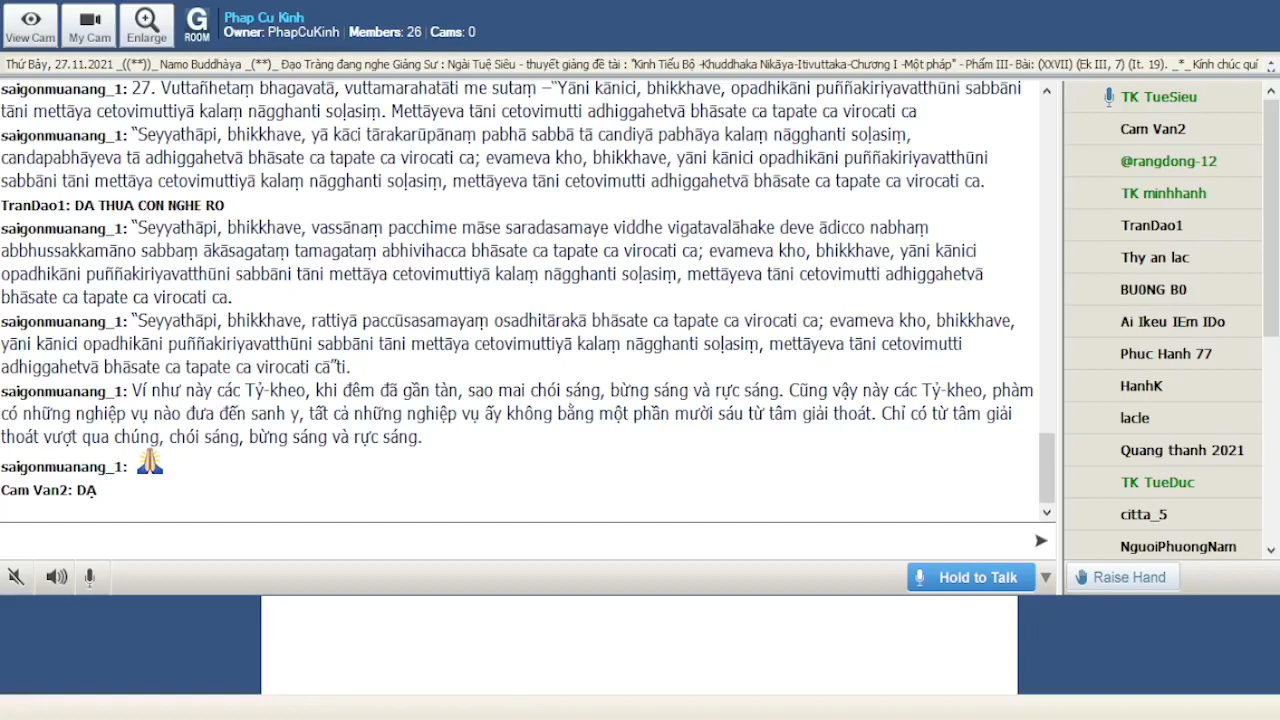 View Cam
My Cam
Enlarge
G
ROOM
Phap Cu Kinh
Owner: PhapCuKinh | Members: 26 | Cams: 0
Thứ Bảy, 27.11.2021 _((**))_ Namo Buddhàya _(**)_ Đạo Tràng đang nghe Giảng Sư : Ngài Tuệ Siêu - thuyết giảng đề tài : "Kinh Tiểu Bộ -Khuddhaka Nikāya-Itivuttaka-Chương I -Một pháp" - Phẩm III- Bài: (XXVII) (Ek III, 7) (It. 19). _*_ Kính chúc quí
saigonmuanang_1: 27. Vuttañhetaṃ bhagavatā, vuttamarahatāti me sutaṃ –"Yāni kānici, bhikkhave, opadhikāni puññakiriyavatthūni sabbāni
tāni mettāya cetovimuttiyā kalaṃ nāgghanti soḷasiṃ. Mettāyeva tāni cetovimutti adhiggahetvā bhāsate ca tapate ca virocati ca
saigonmuanang_1: "Seyyathāpi, bhikkhave, yā kāci tārakarūpānaṃ pabhā sabbā tā candiyā pabhāya kalaṃ nāgghanti soḷasiṃ,
candapabhāyeva tā adhiggahetvā bhāsate ca tapate ca virocati ca; evameva kho, bhikkhave, yāni kānici opadhikāni puññakiriyavatthūni
sabbāni tāni mettāya cetovimuttiyā kalaṃ nāgghanti soḷasiṃ, mettāyeva tāni cetovimutti adhiggahetvā bhāsate ca tapate ca virocati ca.
TranDao1: DA THUA CON NGHE RO
saigonmuanang_1: "Seyyathāpi, bhikkhave, vassānaṃ pacchime māse saradasamaye viddhe vigatavalāhake deve ādicco nabhaṃ
abbhussakkamāno sabbaṃ ākāsagataṃ tamagataṃ abhivihacca bhāsate ca tapate ca virocati ca; evameva kho, bhikkhave, yāni kānici
opadhikāni puññakiriyavatthūni sabbāni tāni mettāya cetovimuttiyā kalaṃ nāgghanti soḷasiṃ, mettāyeva tāni cetovimutti adhiggahetvā
bhāsate ca tapate ca virocati ca.
saigonmuanang_1: "Seyyathāpi, bhikkhave, rattiyā paccūsasamayaṃ osadhitārakā bhāsate ca tapate ca virocati ca; evameva kho, bhikkhave,
yāni kānici opadhikāni puññakiriyavatthūni sabbāni tāni mettāya cetovimuttiyā kalaṃ nāgghanti soḷasiṃ, mettāyeva tāni cetovimutti
adhiggahetvā bhāsate ca tapate ca virocati cā"ti.
saigonmuanang_1: Ví như này các Tỷ-kheo, khi đêm đã gần tàn, sao mai chói sáng, bừng sáng và rực sáng. Cũng vậy này các Tỷ-kheo, phàm
có những nghiệp vụ nào đưa đến sanh y, tất cả những nghiệp vụ ấy không bằng một phần mười sáu từ tâm giải thoát. Chỉ có từ tâm giải
thoát vượt qua chúng, chói sáng, bừng sáng và rực sáng.
saigonmuanang_1:
Cam Van2: DẠ
TK TueSieu
Cam Van2
@rangdong-12
TK minhhanh
TranDao1
Thy an lac
BU0NG B0
Ai Ikeu IEm IDo
Phuc Hanh 77
HanhK
lacle
Quang thanh 2021
TK TueDuc
citta_5
NguoiPhuongNam
Hold to Talk
Raise Hand